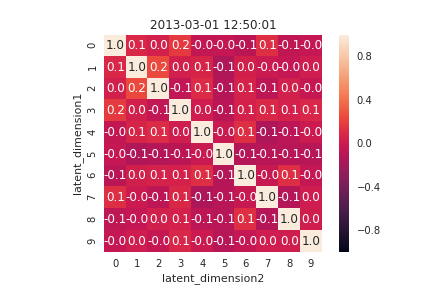 2013-03-01 12:50:01
0 1.0 0.1 0.0 0.2 -0.0 -0.0 -0.1 0.1 -0.1 -0.0
1 0.1 1.0 0.2 0.0 0.1 -0.1 0.0 -0.0 -0.0 0.0
2 0.0 0.2 1.0 -0.1 0.1 -0.1 0.1 -0.1 0.0 -0.0
3 0.2 0.0 -0.1 1.0 0.0 -0.1 0.1 0.1 0.1 0.1
4 -0.0 0.1 0.1 0.0 1.0 -0.0 0.1 -0.1 -0.1 -0.0
5 -0.0 -0.1 -0.1 -0.1 -0.0 1.0 -0.1 -0.1 -0.1 -0.1
6 -0.1 0.0 0.1 0.1 0.1 -0.1 1.0 -0.0 0.1 -0.0
7 0.1 -0.0 -0.1 0.1 -0.1 -0.1 -0.0 1.0 -0.1 0.0
8 -0.1 -0.0 0.0 0.1 -0.1 -0.1 0.1 -0.1 1.0 0.0
9 -0.0 0.0 -0.0 0.1 -0.0 -0.1 -0.0 0.0 0.0 1.0
0 1 2 3 4 5 6 7 8 9
latent_dimension2
latent_dimension1
0.8
0.4
0.0
-0.4
-0.8